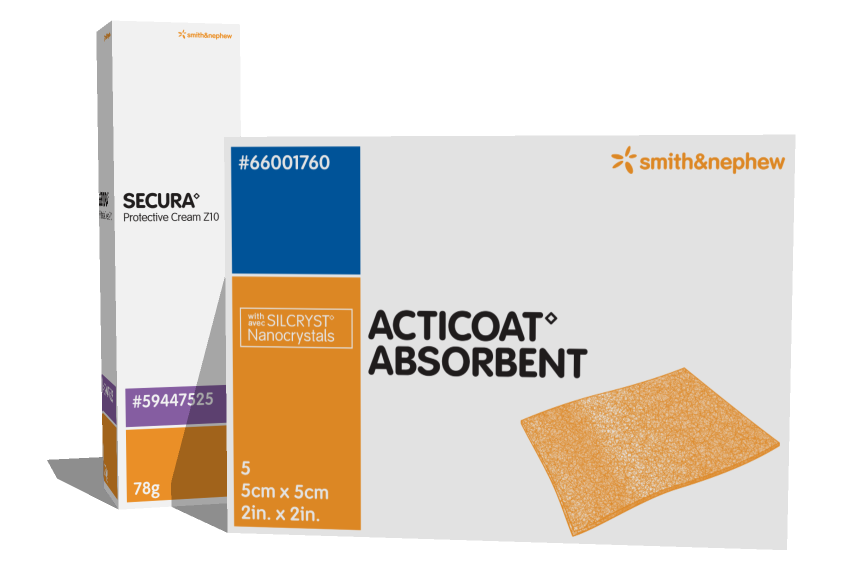 smith&nephew
SECURA◊
Protective Cream Z10
#59447525
78g
#66001760
smith&nephew
with
avec SILCRYST◊
Nanocrystals
ACTICOAT◊
ABSORBENT
5
5cm x 5cm
2in. x 2in.